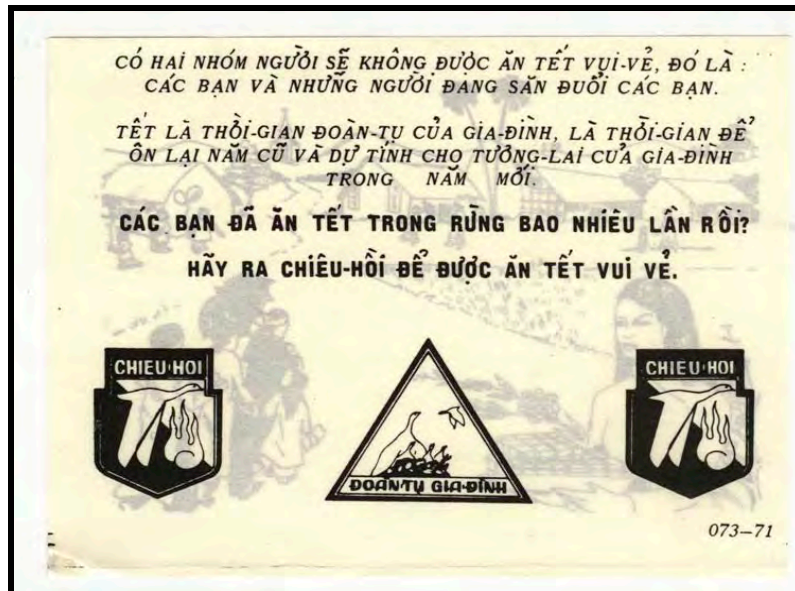 CÓ HAI NHÓM NGƯỜI SẼ KHÔNG ĐƯỢC ĂN TẾT VUI-VẺ, ĐÓ LÀ :
CÁC BẠN VÀ NHỮNG NGƯỜI ĐANG SĂN ĐUỔI CÁC BẠN.
TẾT LÀ THỜI-GIAN ĐOÀN-TỤ CỦA GIA-ĐÌNH, LÀ THỜI-GIAN ĐỂ
ÔN LẠI NĂM CŨ VÀ DỰ TÍNH CHO TƯƠNG-LAI CỦA GIA-ĐÌNH
TRONG NĂM MỚI.
CÁC BẠN ĐÃ ĂN TẾT TRONG RỪNG BAO NHIÊU LẦN RỒI?
HÃY RA CHIÊU-HỒI ĐỂ ĐƯỢC ĂN TẾT VUI VẺ.
CHIEU·HOI
CHIEU·HOI
ĐOÀN TỤ GIA·ĐÌNH
073-71